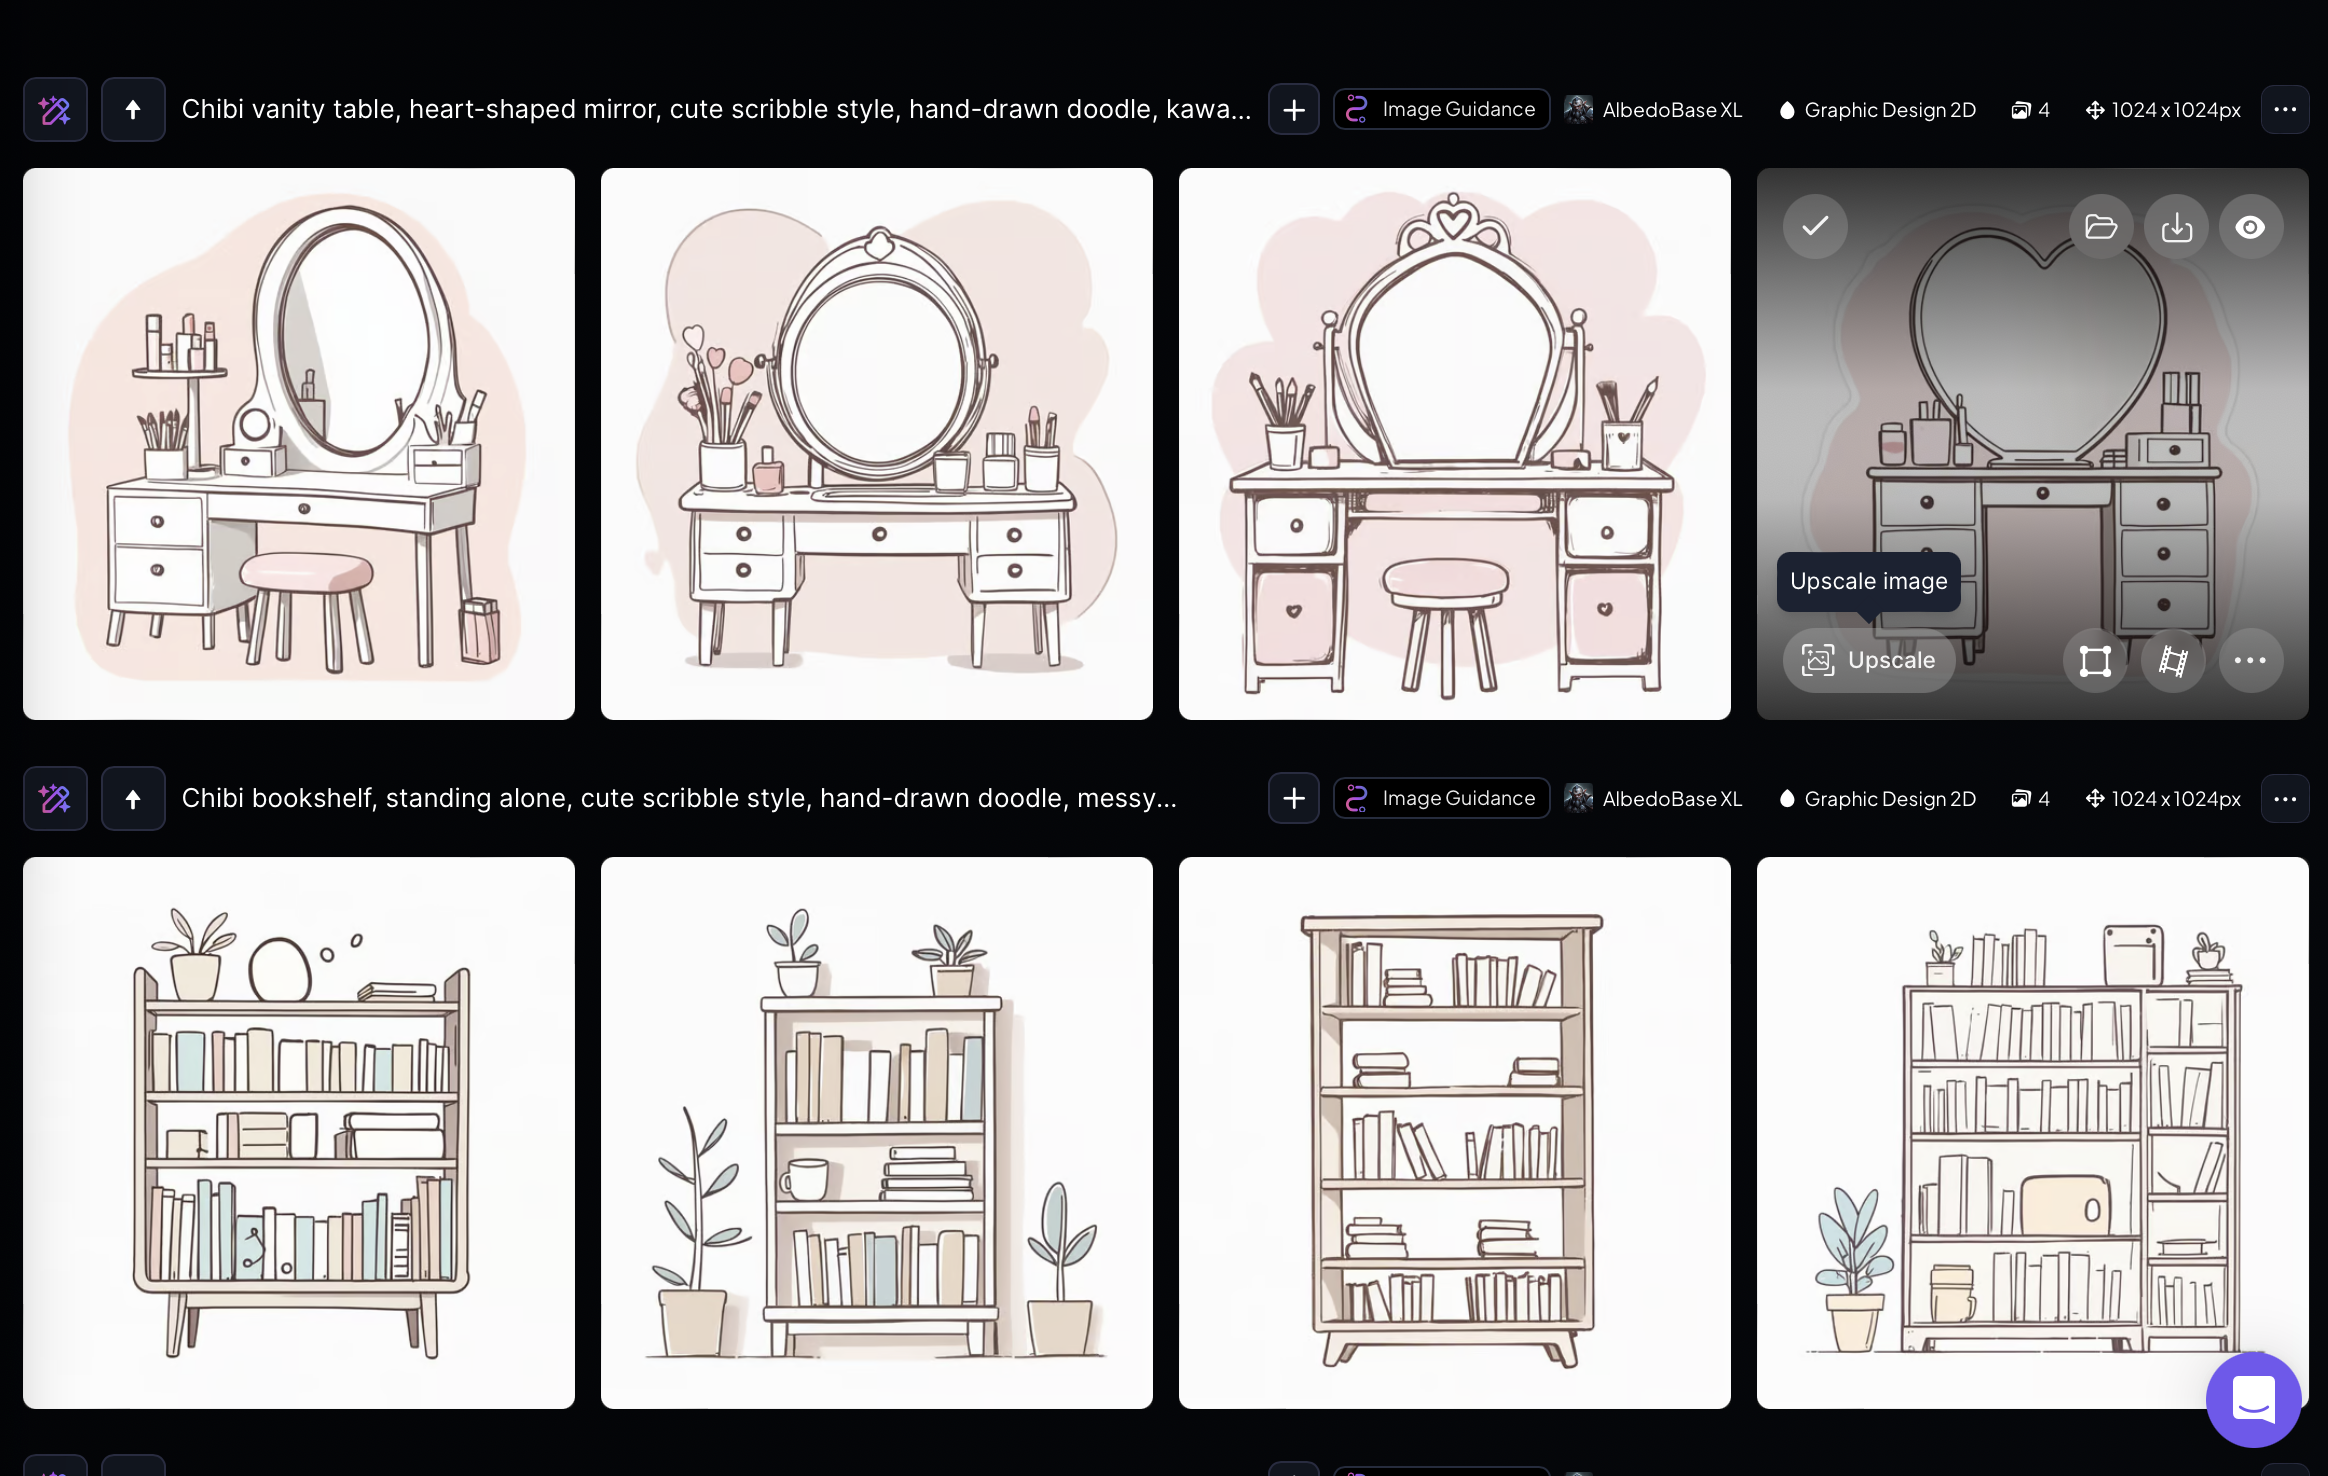 Chibi vanity table, heart-shaped mirror, cute scribble style, hand-drawn doodle, kawa... Image Guidance AlbedoBase XL Graphic Design 2D 4 1024 x 1024px
Upscale image
Upscale
Chibi bookshelf, standing alone, cute scribble style, hand-drawn doodle, messy... Image Guidance AlbedoBase XL Graphic Design 2D 4 1024 x 1024px